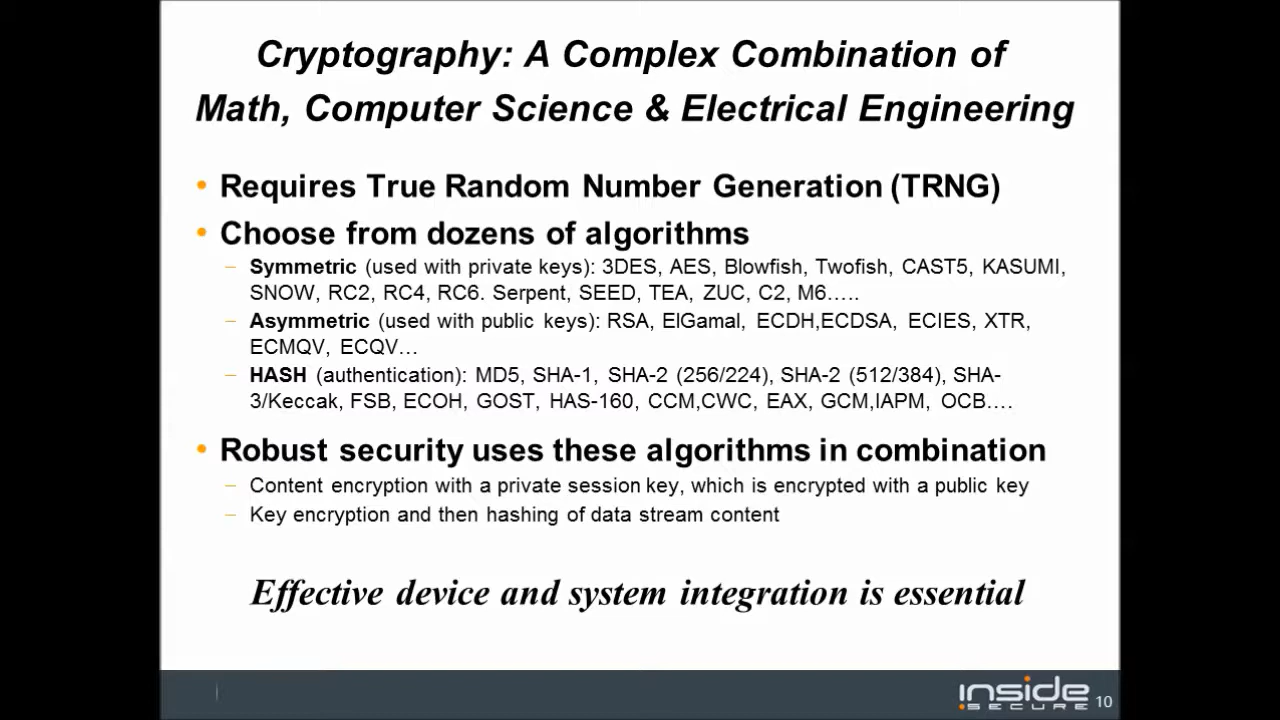 Cryptography: A Complex Combination of
Math, Computer Science & Electrical Engineering
• Requires True Random Number Generation (TRNG)
• Choose from dozens of algorithms
– Symmetric (used with private keys): 3DES, AES, Blowfish, Twofish, CAST5, KASUMI,
SNOW, RC2, RC4, RC6. Serpent, SEED, TEA, ZUC, C2, M6…..
– Asymmetric (used with public keys): RSA, ElGamal, ECDH,ECDSA, ECIES, XTR,
ECMQV, ECQV…
– HASH (authentication): MD5, SHA-1, SHA-2 (256/224), SHA-2 (512/384), SHA-
3/Keccak, FSB, ECOH, GOST, HAS-160, CCM,CWC, EAX, GCM,IAPM, OCB….
• Robust security uses these algorithms in combination
– Content encryption with a private session key, which is encrypted with a public key
– Key encryption and then hashing of data stream content
Effective device and system integration is essential
inside
SECURE
10